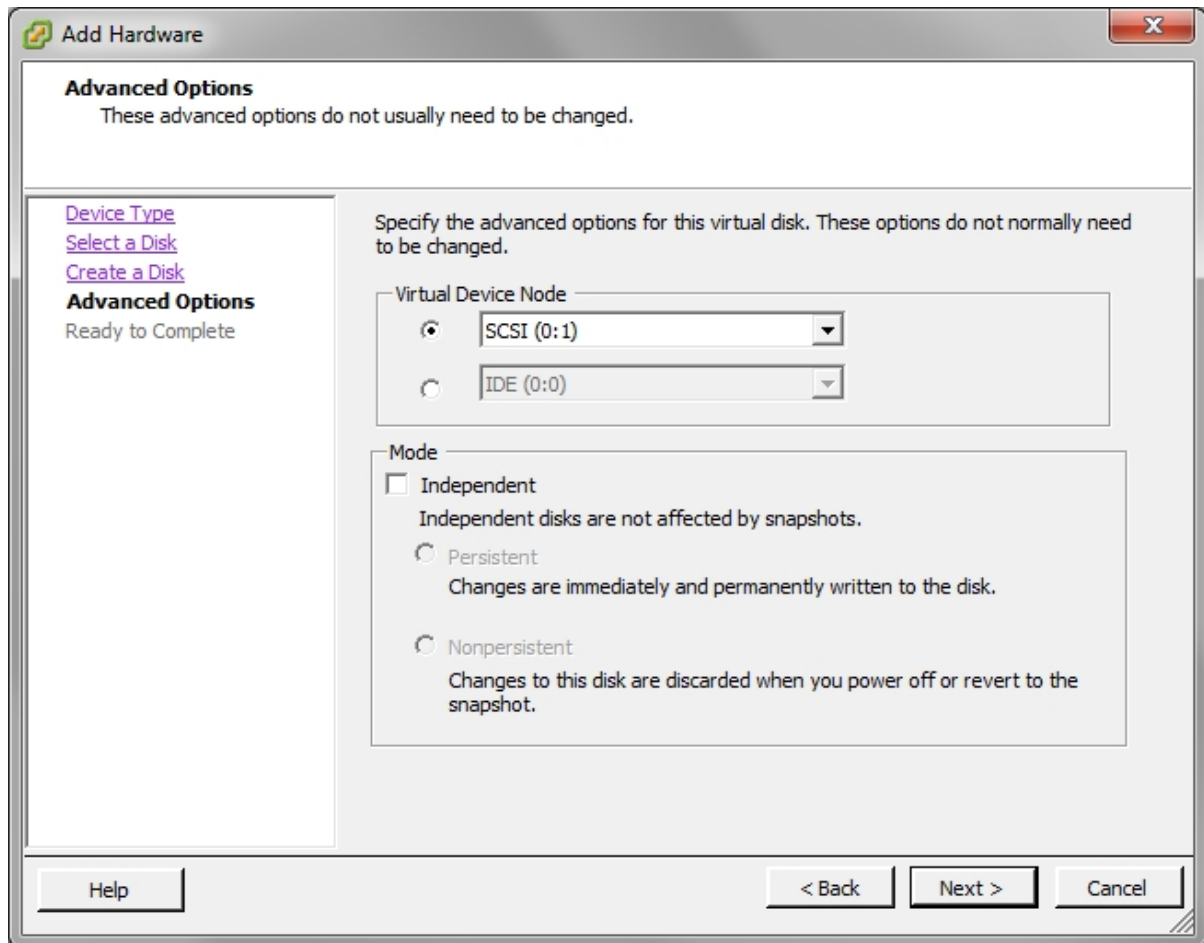 Add Hardware
Advanced Options
These advanced options do not usually need to be changed.
Device Type
Select a Disk
Create a Disk
Advanced Options
Ready to Complete
Specify the advanced options for this virtual disk. These options do not normally need
to be changed.
Virtual Device Node
SCSI (0:1)
IDE (0:0)
Mode
Independent
Independent disks are not affected by snapshots.
Persistent
Changes are immediately and permanently written to the disk.
Nonpersistent
Changes to this disk are discarded when you power off or revert to the
snapshot.
Help
< Back
Next >
Cancel